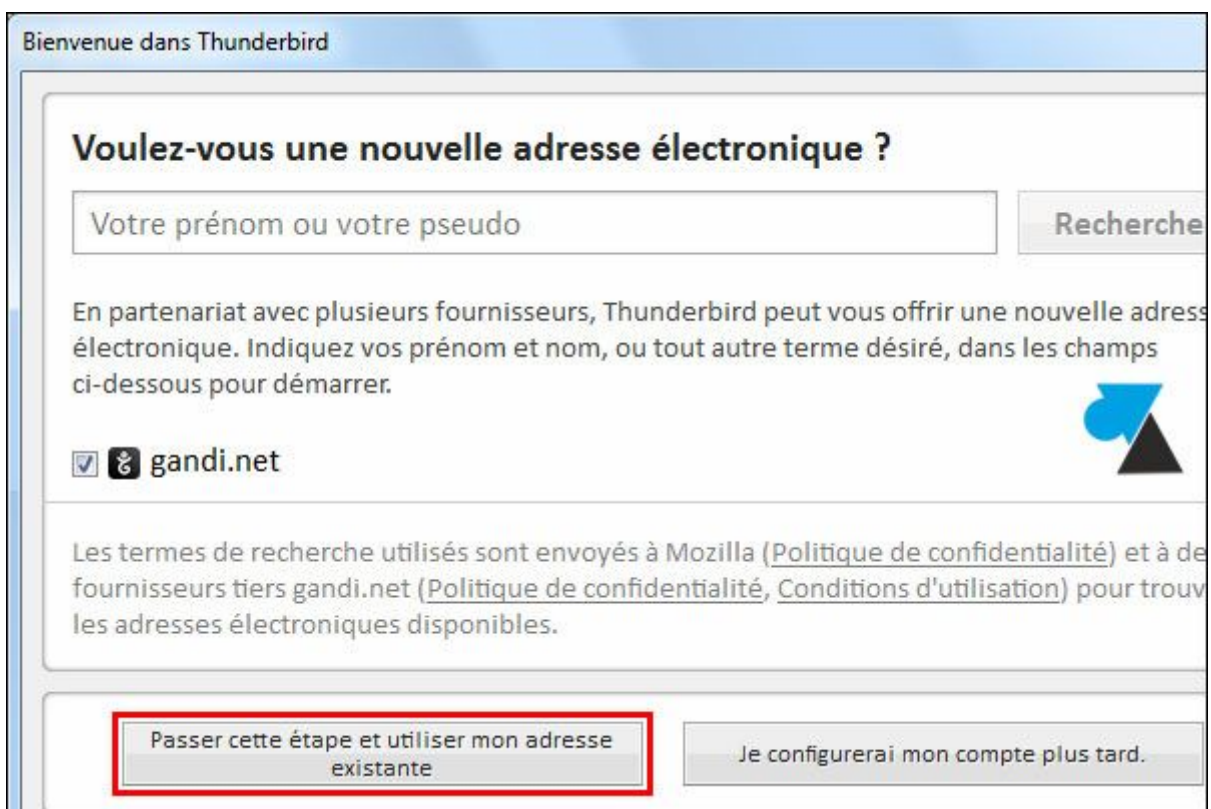 Bienvenue dans Thunderbird
Voulez-vous une nouvelle adresse électronique ?
Votre prénom ou votre pseudo
Recherche
En partenariat avec plusieurs fournisseurs, Thunderbird peut vous offrir une nouvelle adress
électronique. Indiquez vos prénom et nom, ou tout autre terme désiré, dans les champs
ci-dessous pour démarrer.
gandi.net
Les termes de recherche utilisés sont envoyés à Mozilla (Politique de confidentialité) et à de
fournisseurs tiers gandi.net (Politique de confidentialité, Conditions d'utilisation) pour trouv
les adresses électroniques disponibles.
Passer cette étape et utiliser mon adresse
existante
Je configurerai mon compte plus tard.